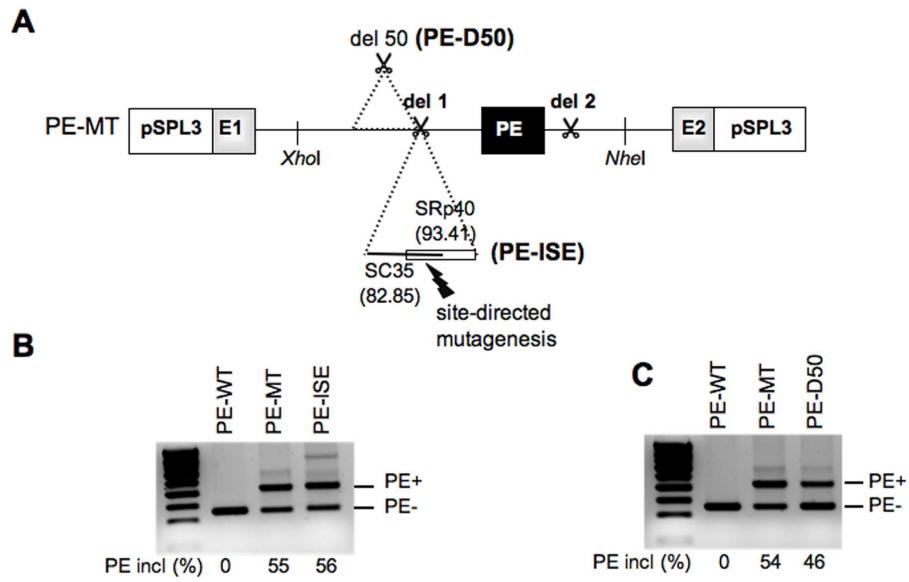 A
del 50 (PE-D50)
del 1
del 2
PE-MT
pSPL3
E1
PE
E2
pSPL3
XhoI
NheI
SRp40
(93.41)
(PE-ISE)
SC35
(82.85)
site-directed
mutagenesis
B
PE-WT
PE-MT
PE-ISE
PE+
PE-
PE incl (%) 0 55 56
C
PE-WT
PE-MT
PE-D50
PE+
PE-
PE incl (%) 0 54 46